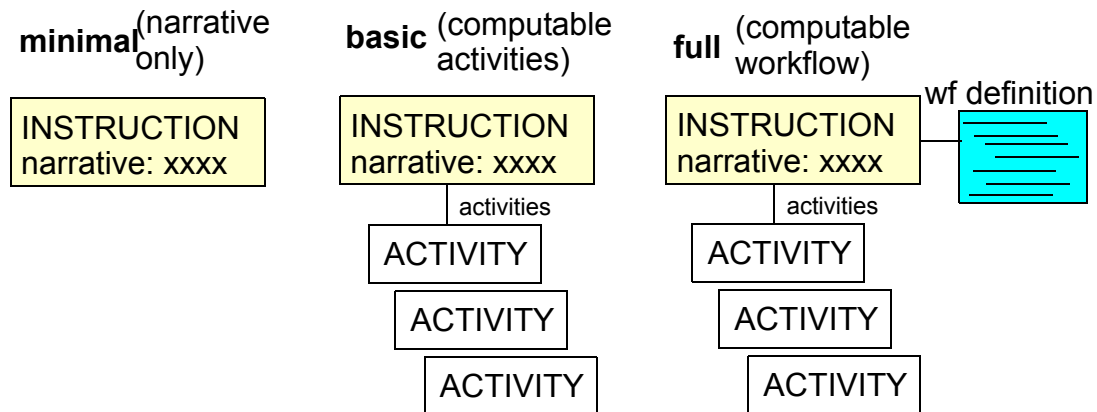 minimal (narrative only)
INSTRUCTION
narrative: xxxx
basic (computable activities)
INSTRUCTION
narrative: xxxx
activities
ACTIVITY
ACTIVITY
ACTIVITY
full (computable workflow)
INSTRUCTION
narrative: xxxx
wf definition
activities
ACTIVITY
ACTIVITY
ACTIVITY